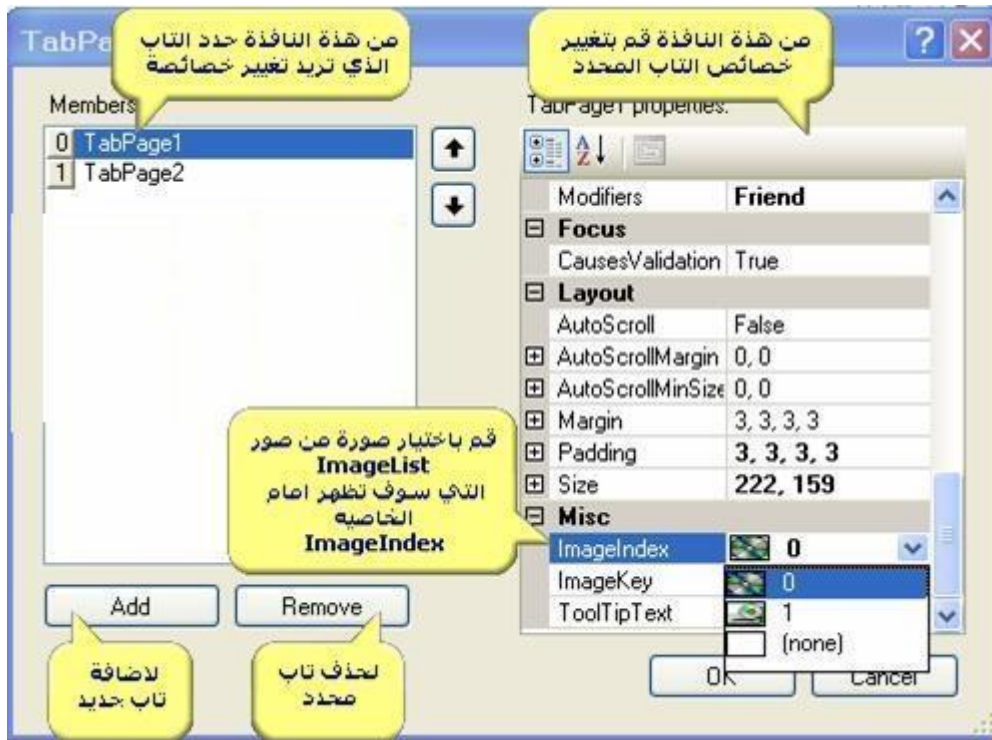 TabPa
من هذة النافذة حدد التاب
الذي تريد تغيير خصائصة
من هذة النافذة قم بتغيير
خصائص التاب المحدد
Members
TabPage1 properties:
0 TabPage1
1 TabPage2
Modifiers Friend
Focus
CausesValidation True
Layout
AutoScroll False
AutoScrollMargin 0, 0
AutoScrollMinSize 0, 0
Margin 3, 3, 3, 3
Padding 3, 3, 3, 3
Size 222, 159
Misc
ImageIndex 0
ImageKey 0
ToolTipText 1
(none)
قم باختيار صورة من صور
ImageList
التي سوف تظهر امام
الخاصيه
ImageIndex
Add Remove
OK Cancel
لاضافة
تاب جديد
لحذف تاب
محدد